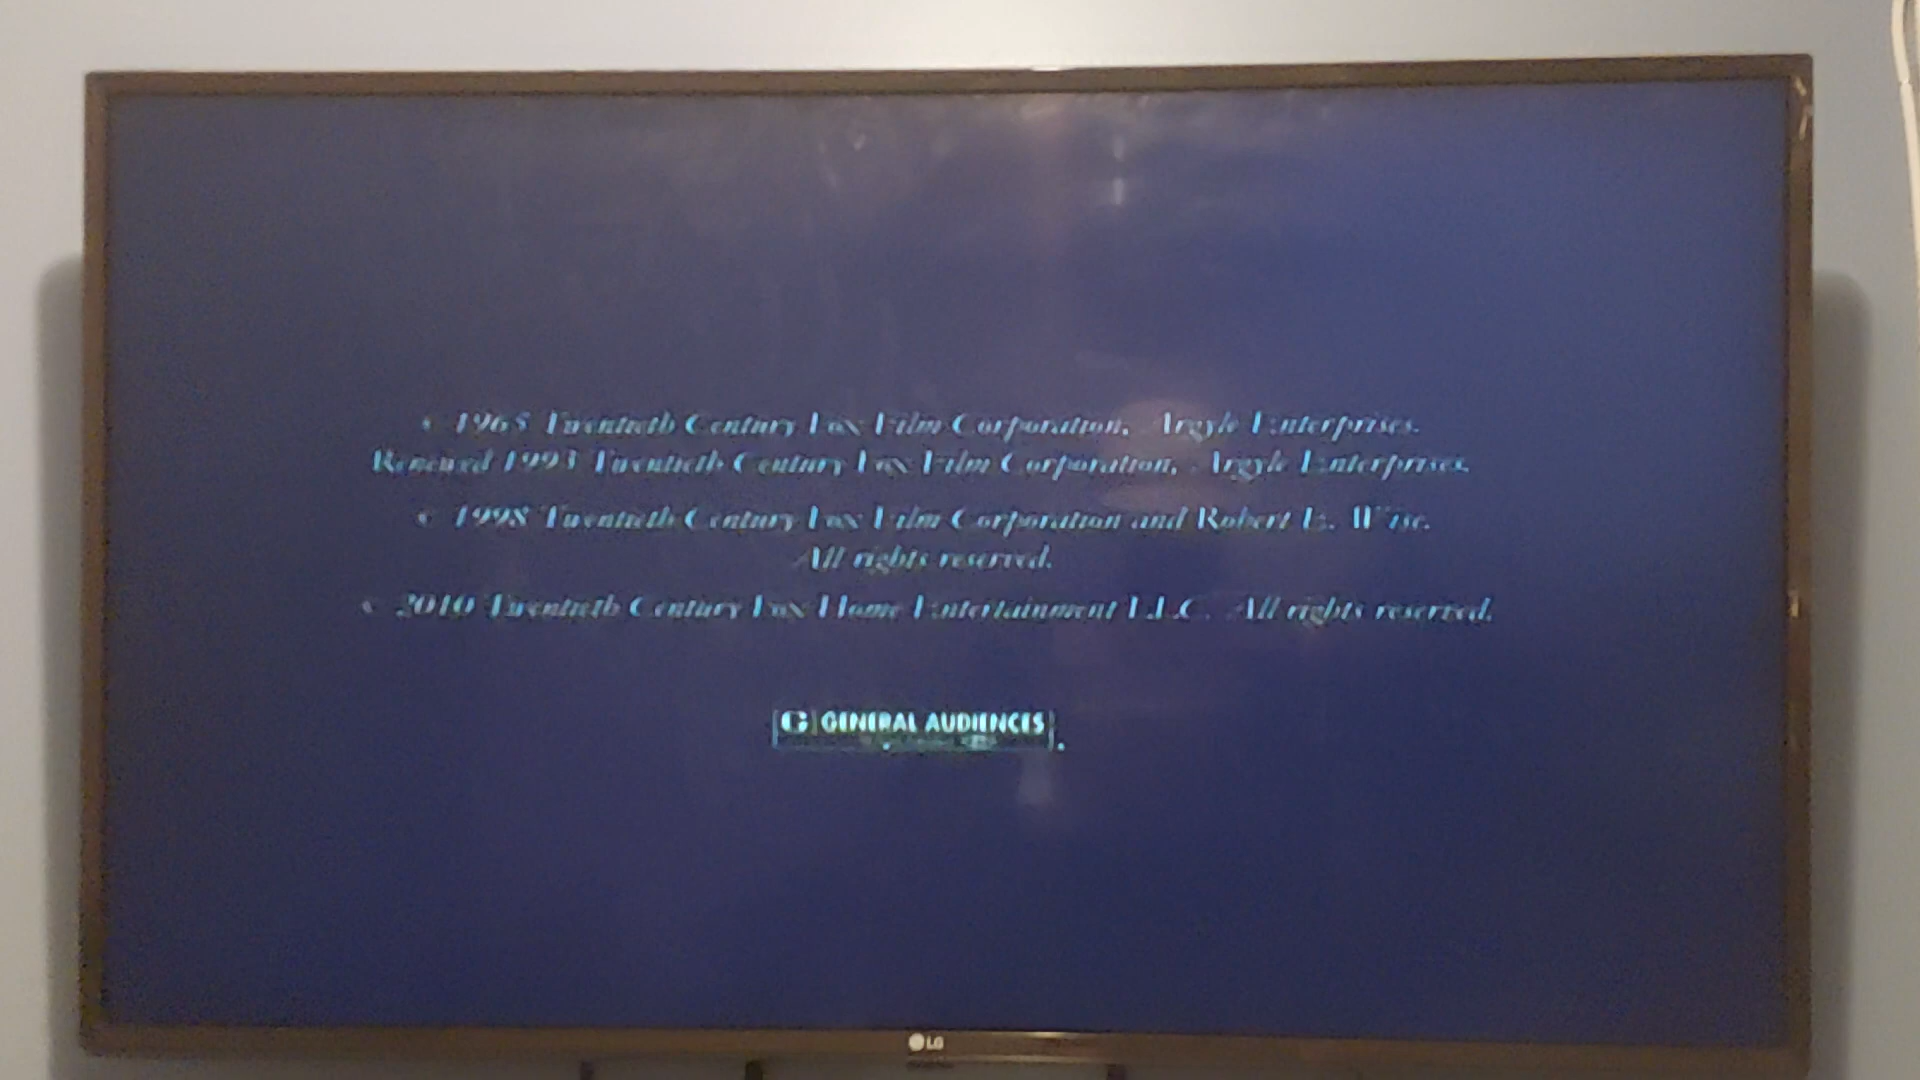 © 1965 Twentieth Century Fox Film Corporation, Argyle Enterprises.
Renewed 1993 Twentieth Century Fox Film Corporation, Argyle Enterprises.
© 1998 Twentieth Century Fox Film Corporation and Robert E. Wise.
All rights reserved.
© 2010 Twentieth Century Fox Home Entertainment LLC. All rights reserved.
G GENERAL AUDIENCES
LG